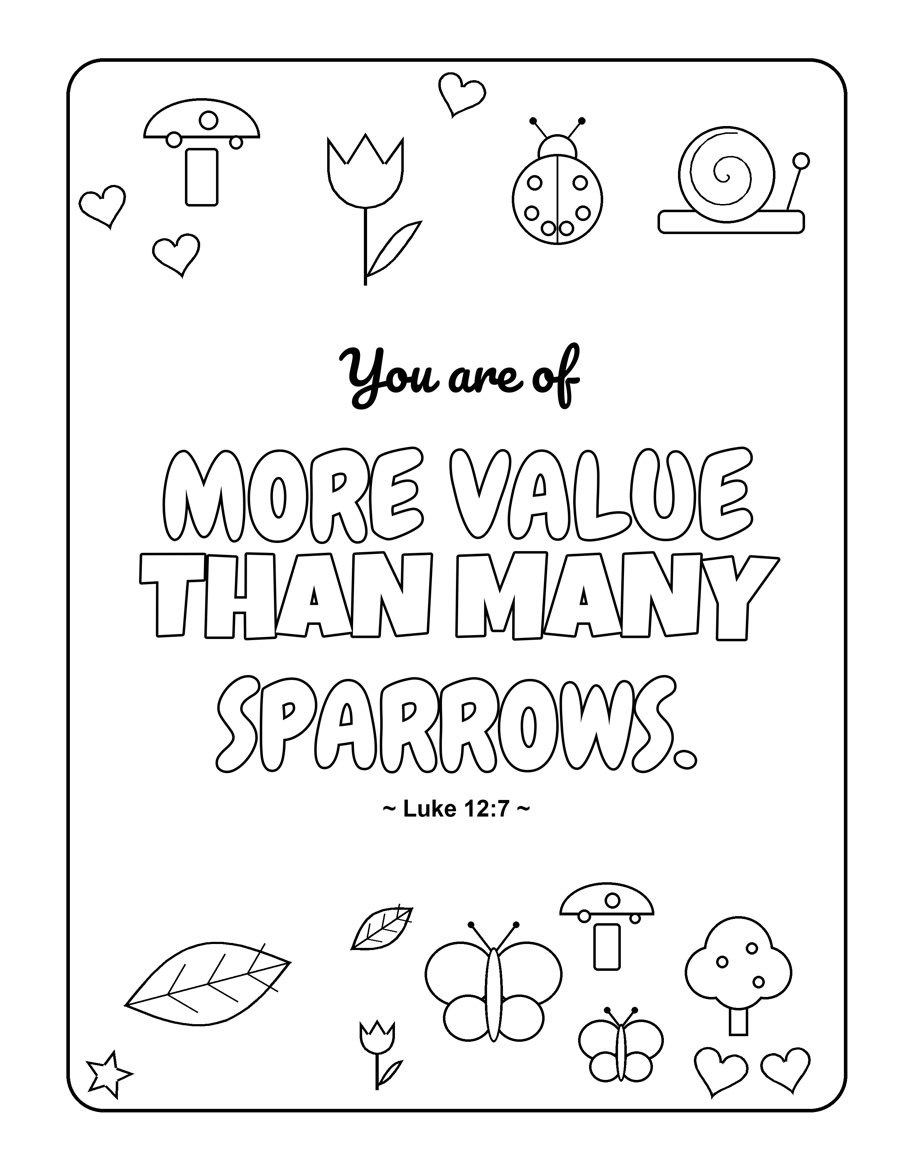 You are of
MORE VALUE
THAN MANY
SPARROWS.
~ Luke 12:7 ~